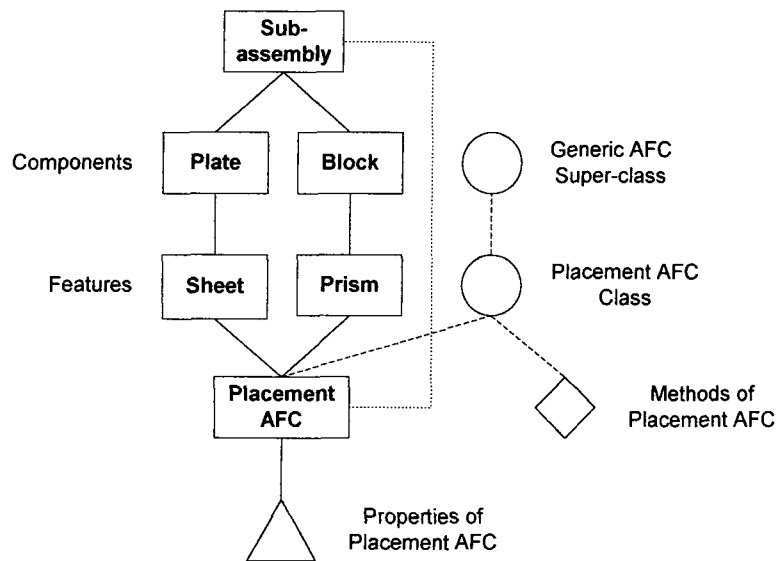 Sub-
assembly
Components
Plate
Block
Generic AFC
Super-class
Features
Sheet
Prism
Placement AFC
Class
Placement
AFC
Methods of
Placement AFC
Properties of
Placement AFC